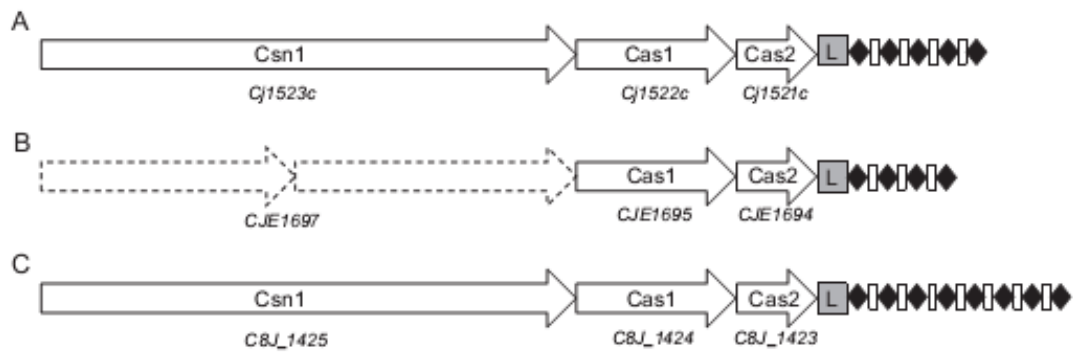 A
Csn1 Cas1 Cas2 L
Cj1523c Cj1522c Cj1521c
B
Cas1 Cas2 L
CJE1697 CJE1695 CJE1694
C
Csn1 Cas1 Cas2 L
C8J_1425 C8J_1424 C8J_1423